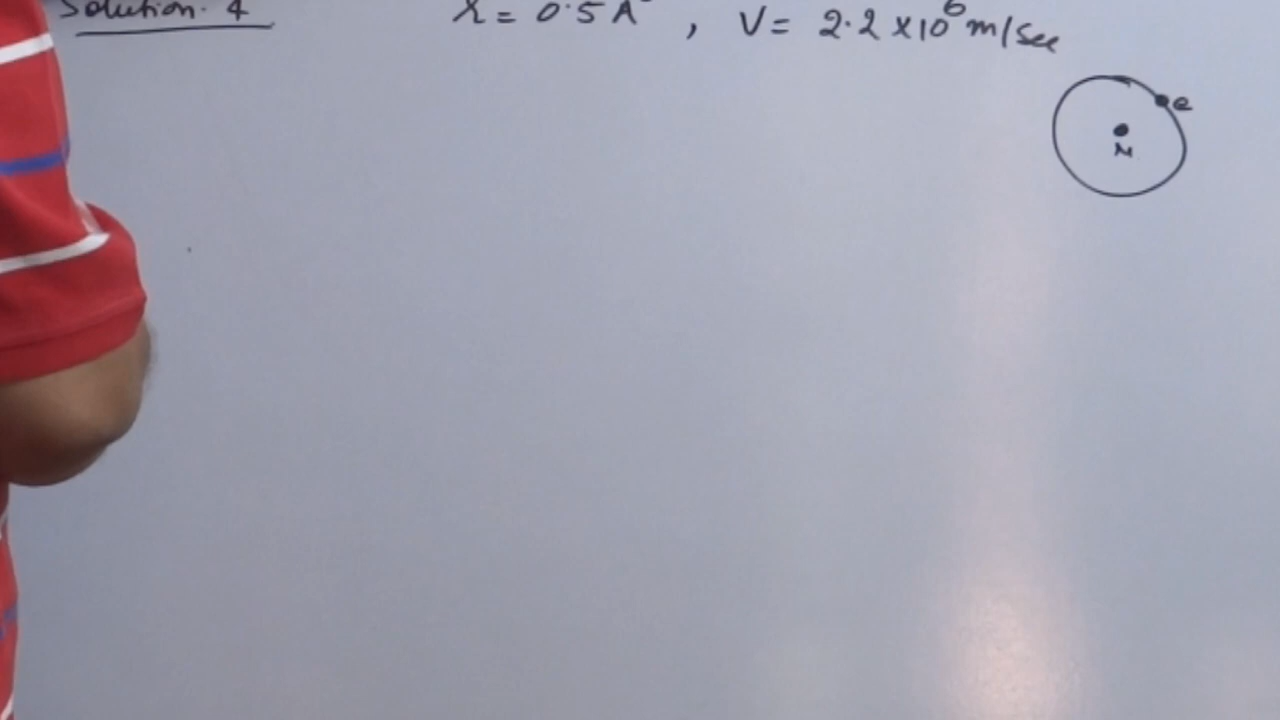 Solution. 4
λ = 0.5 A° , V = 2.2 × 10⁶ m/sec
e
N